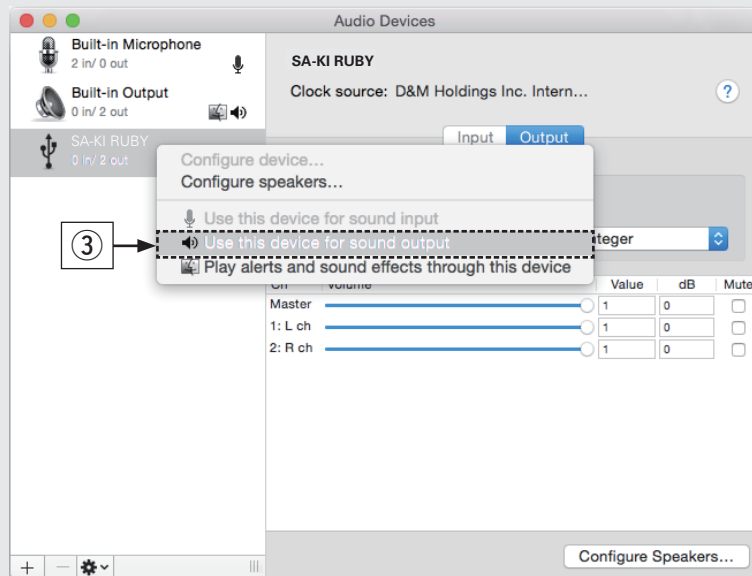 Audio Devices
Built-in Microphone
2 in/ 0 out
Built-in Output
0 in/ 2 out
SA-KI RUBY
0 in/ 2 out
SA-KI RUBY
Clock source: D&M Holdings Inc. Intern...
?
Input Output
Configure device...
Configure speakers...
Use this device for sound input
③
Use this device for sound output
teger
Play alerts and sound effects through this device
Ch Volume Value dB Mute
Master 1 0
1: L ch 1 0
2: R ch 1 0
Configure Speakers...